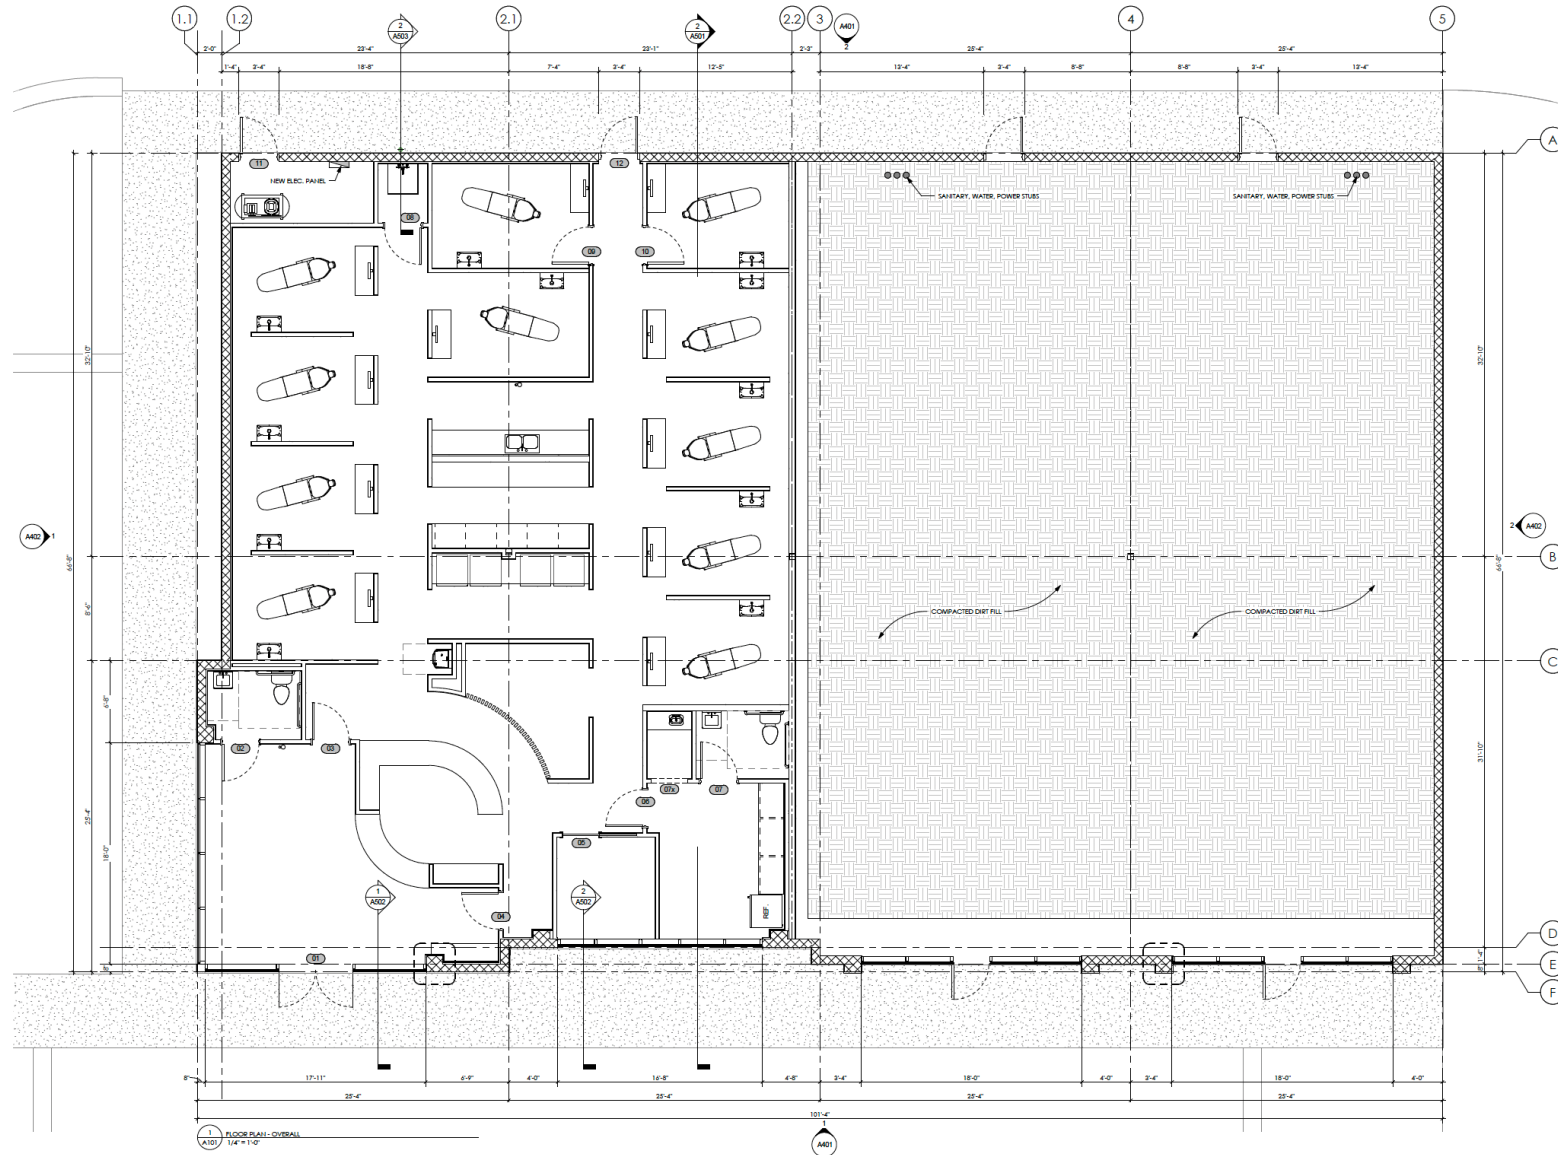 1.1 1.2 2.1 2.2 3 4 5
2 A503
2 A501
A401 2
2'-0" 23'-4" 23'-1" 2'-3" 25'-4" 25'-4"
1'-4" 3'-4" 18'-8" 7'-4" 3'-4" 12'-5" 13'-4" 3'-4" 8'-8" 8'-8" 3'-4" 13'-4"
A
11
12
NEW ELEC. PANEL
SANITARY, WATER, POWER STUBS
SANITARY, WATER, POWER STUBS
08
09
10
32'-10"
32'-10"
A402 1
2 A402
66'-8"
66'-8"
B
8'-6"
COMPACTED DIRT FILL
COMPACTED DIRT FILL
C
6'-8"
02
03
31'-10"
07x
07
06
25'-4"
18'-0"
05
1 A502
2 A502
REF.
04
D
01
8"
8"
1'-4"
E
F
8" 17'-11" 6'-9" 4'-0" 16'-8" 4'-8" 3'-4" 18'-0" 4'-0" 3'-4" 18'-0" 4'-0"
25'-4" 25'-4" 25'-4" 25'-4"
101'-4"
1 A401
1 A101
FLOOR PLAN - OVERALL
1/4" = 1'-0"